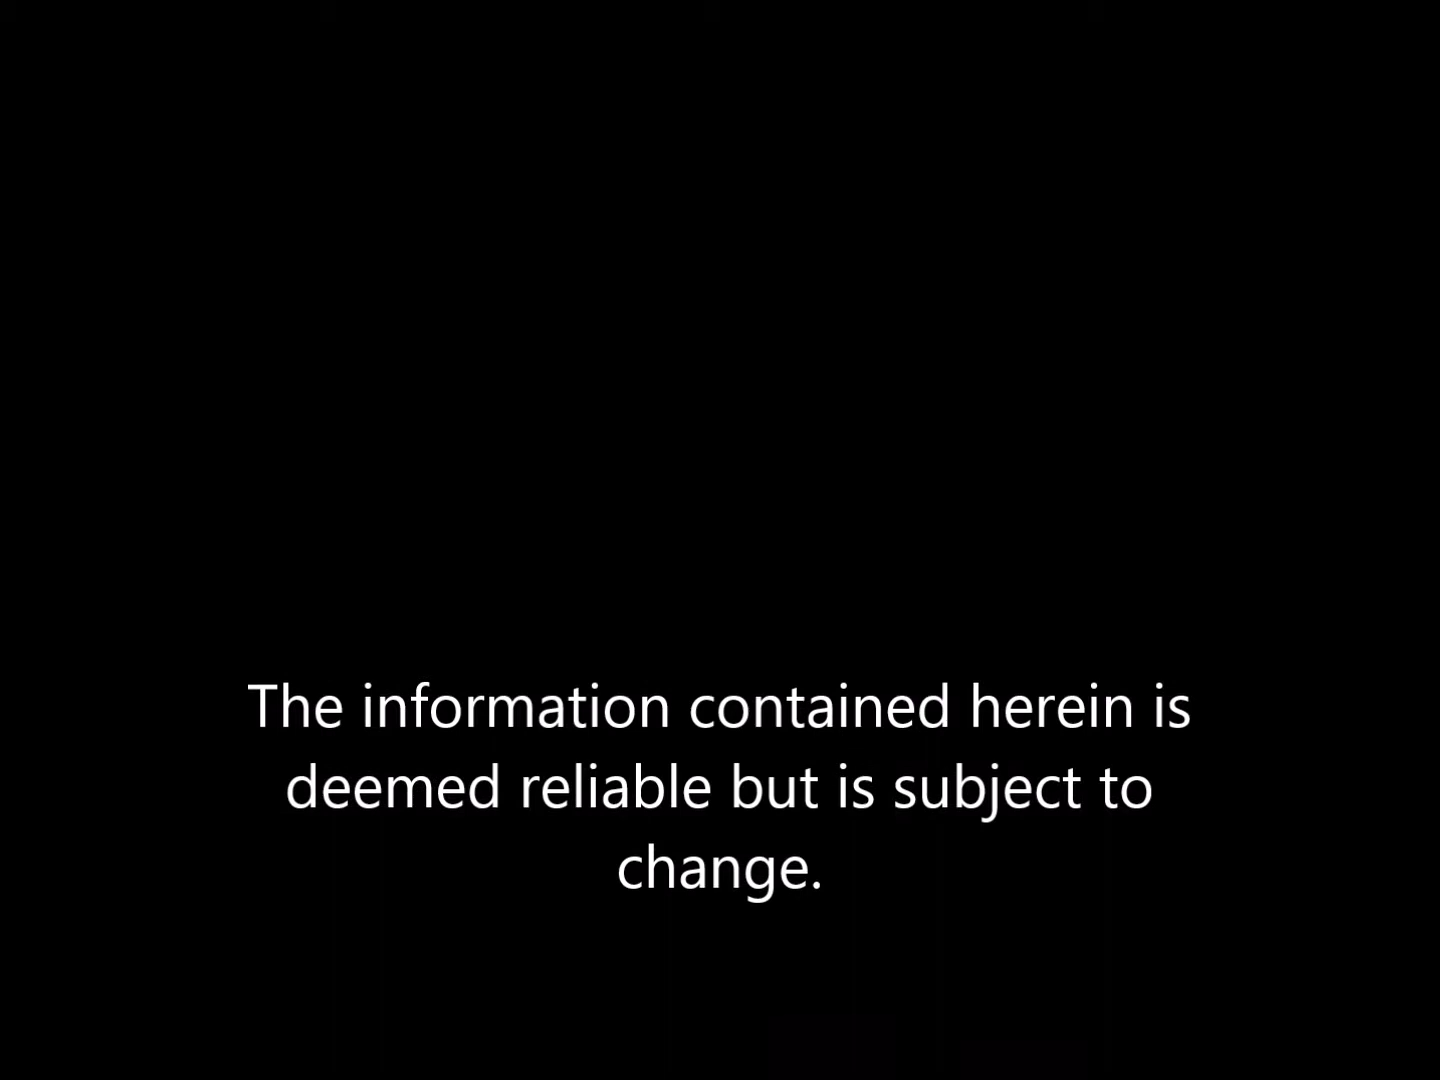 The information contained herein is
deemed reliable but is subject to
change.